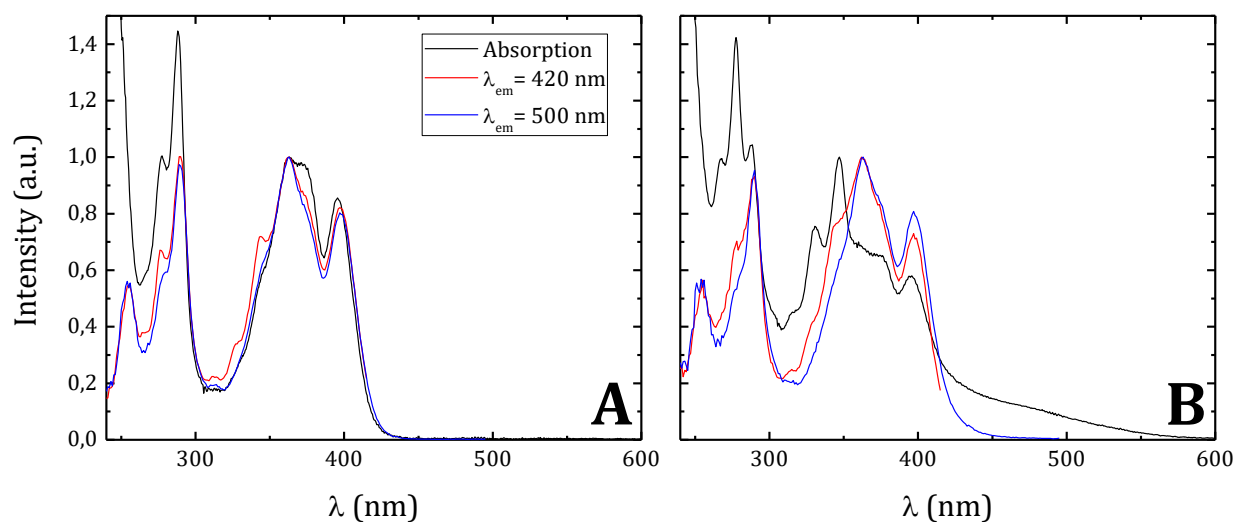 Intensity (a.u.)
1,4
1,2
1,0
0,8
0,6
0,4
0,2
0,0
300
400
500
600
λ (nm)
Absorption
λem= 420 nm
λem= 500 nm
A
300
400
500
600
λ (nm)
B